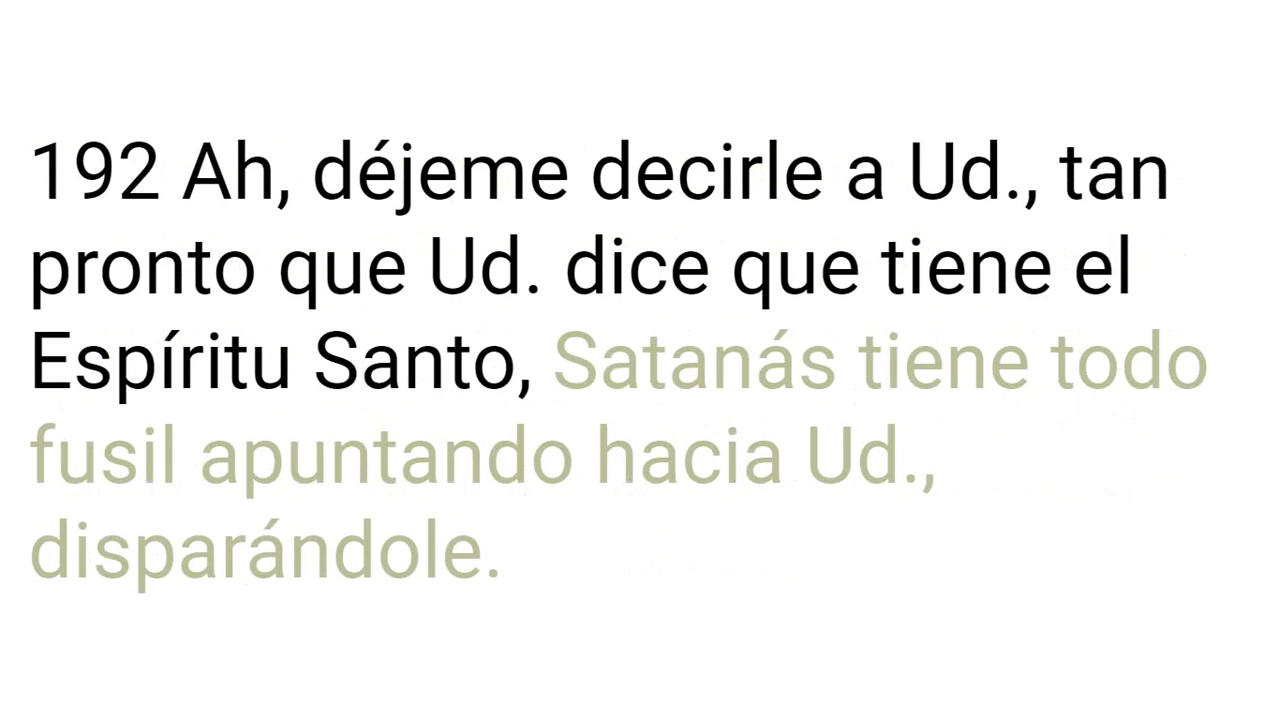 192 Ah, déjeme decirle a Ud., tan
pronto que Ud. dice que tiene el
Espíritu Santo, Satanás tiene todo
fusil apuntando hacia Ud.,
disparándole.